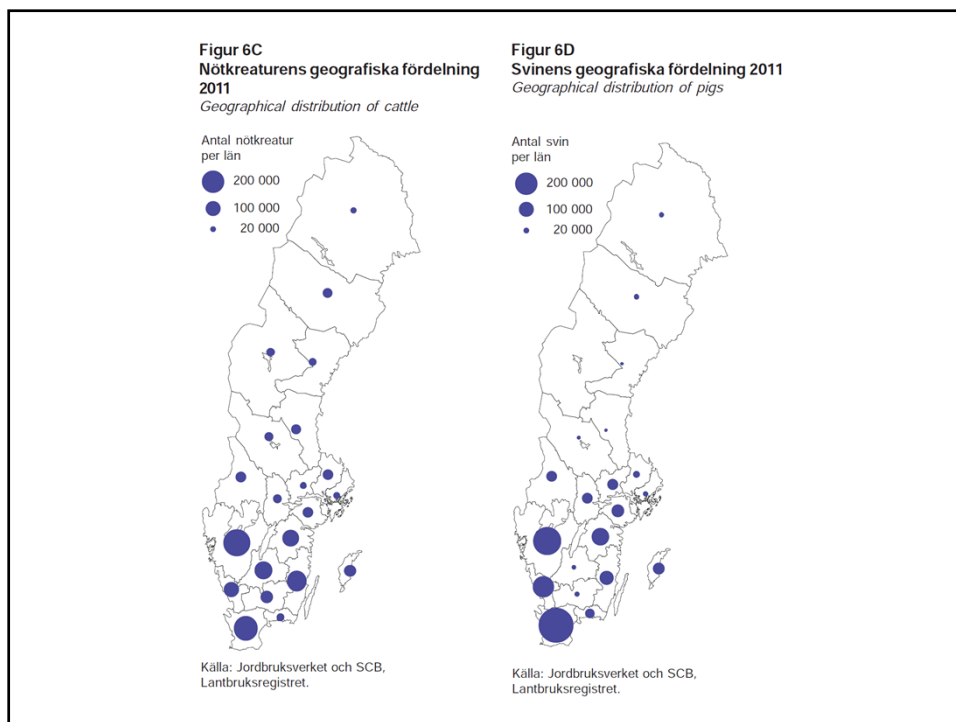 Figur 6C
Nötkreaturens geografiska fördelning
2011
Geographical distribution of cattle
Antal nötkreatur
per län
200 000
100 000
20 000
Källa: Jordbruksverket och SCB,
Lantbruksregistret.
Figur 6D
Svinens geografiska fördelning 2011
Geographical distribution of pigs
Antal svin
per län
200 000
100 000
20 000
Källa: Jordbruksverket och SCB,
Lantbruksregistret.